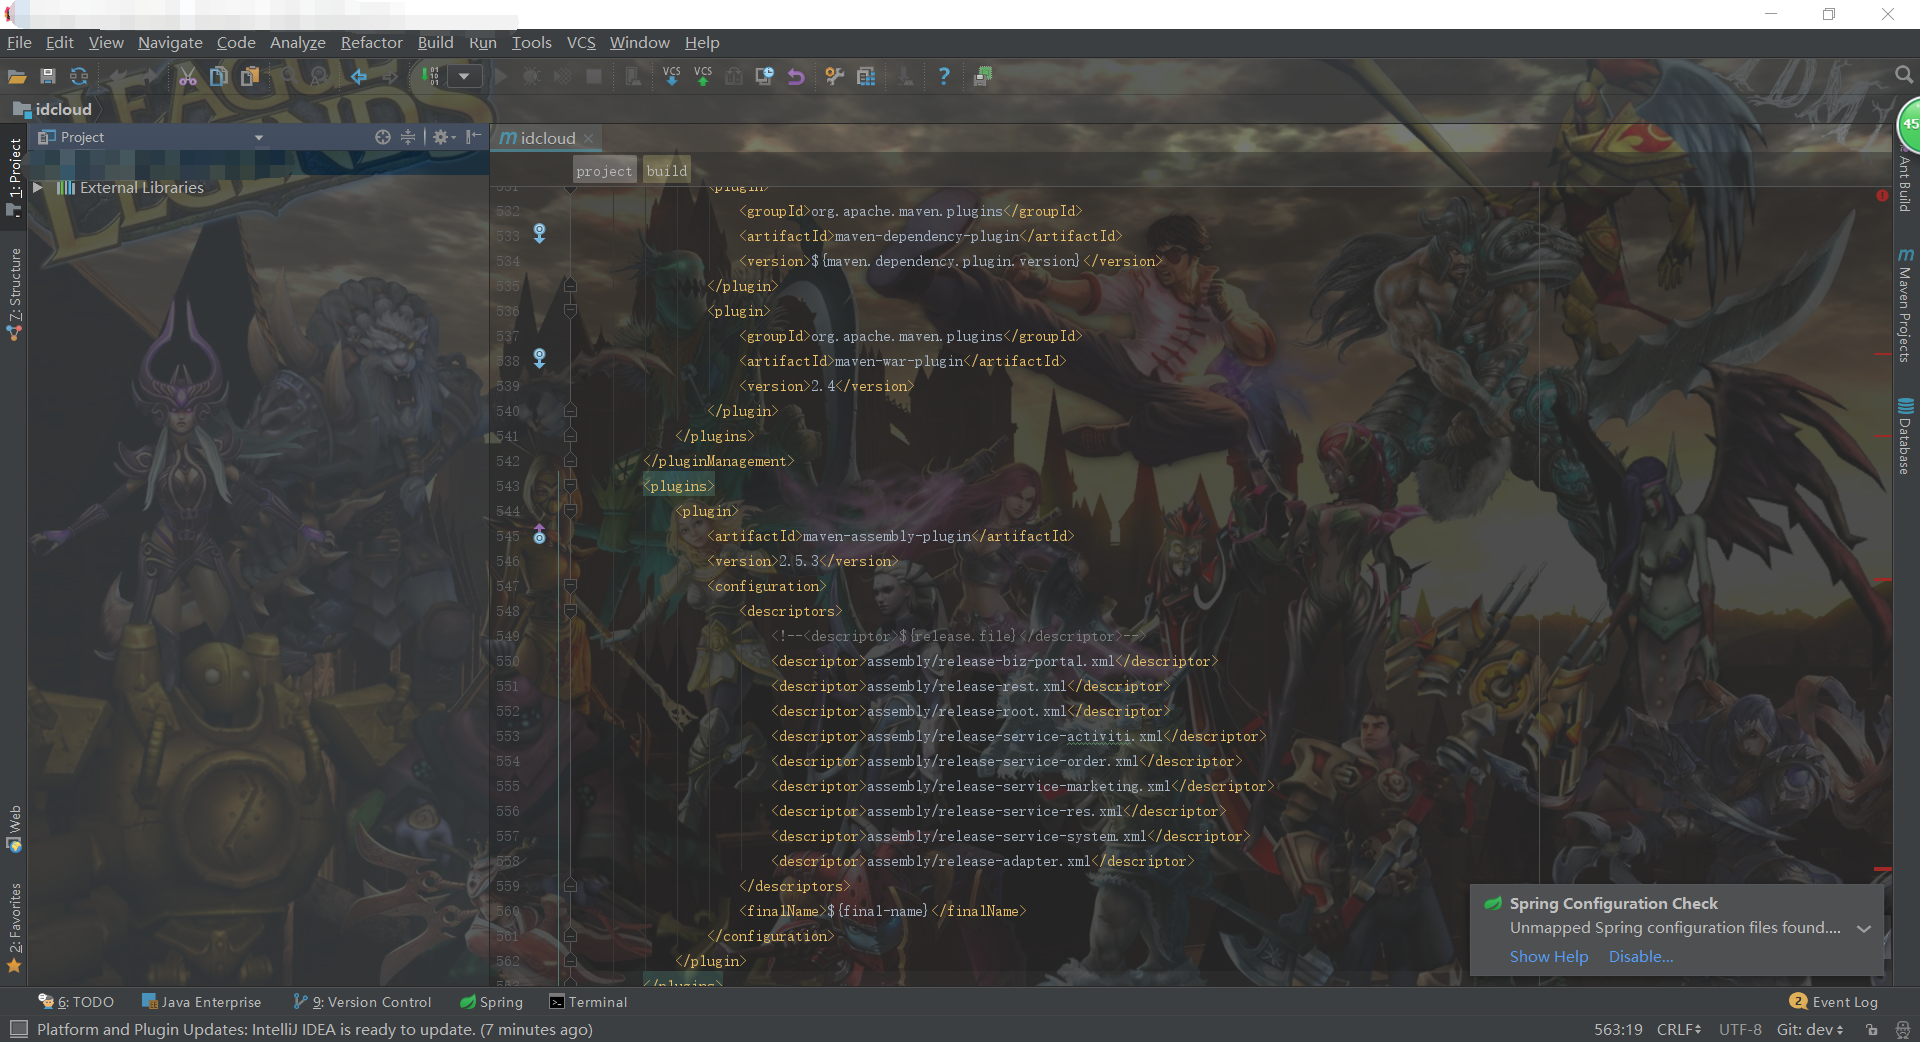 File Edit View Navigate Code Analyze Refactor Build Run Tools VCS Window Help
VCS VCS ?
idcloud
Project
External Libraries
1: Project
7: Structure
Web
2: Favorites
m idcloud
project build
531 <plugin>
532 <groupId>org.apache.maven.plugins</groupId>
533 <artifactId>maven-dependency-plugin</artifactId>
534 <version>${maven.dependency.plugin.version}</version>
535 </plugin>
536 <plugin>
537 <groupId>org.apache.maven.plugins</groupId>
538 <artifactId>maven-war-plugin</artifactId>
539 <version>2.4</version>
540 </plugin>
541 </plugins>
542 </pluginManagement>
543 <plugins>
544 <plugin>
545 <artifactId>maven-assembly-plugin</artifactId>
546 <version>2.5.3</version>
547 <configuration>
548 <descriptors>
549 <!--<descriptor>${release.file}</descriptor>-->
550 <descriptor>assembly/release-biz-portal.xml</descriptor>
551 <descriptor>assembly/release-rest.xml</descriptor>
552 <descriptor>assembly/release-root.xml</descriptor>
553 <descriptor>assembly/release-service-activiti.xml</descriptor>
554 <descriptor>assembly/release-service-order.xml</descriptor>
555 <descriptor>assembly/release-service-marketing.xml</descriptor>
556 <descriptor>assembly/release-service-res.xml</descriptor>
557 <descriptor>assembly/release-service-system.xml</descriptor>
558 <descriptor>assembly/release-adapter.xml</descriptor>
559 </descriptors>
560 <finalName>${final-name}</finalName>
561 </configuration>
562 </plugin>
563 </plugins>
45
Ant Build
m Maven Projects
Database
Spring Configuration Check
Unmapped Spring configuration files found....
Show Help Disable...
6: TODO Java Enterprise 9: Version Control Spring Terminal 2 Event Log
Platform and Plugin Updates: IntelliJ IDEA is ready to update. (7 minutes ago) 563:19 CRLF UTF-8 Git: dev